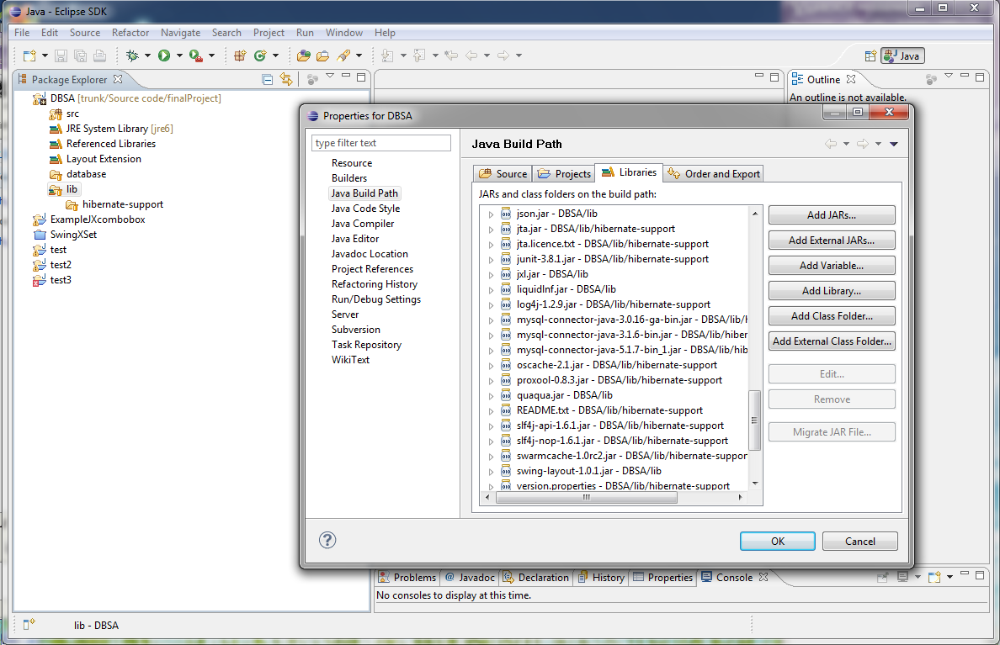 Java - Eclipse SDK
File Edit Source Refactor Navigate Search Project Run Window Help
Java
Package Explorer
DBSA [trunk/Source code/finalProject]
src
JRE System Library [jre6]
Referenced Libraries
Layout Extension
database
lib
hibernate-support
ExampleJXcombobox
SwingXSet
test
test2
test3
Outline
An outline is not available.
Properties for DBSA
type filter text
Resource
Builders
Java Build Path
Java Code Style
Java Compiler
Java Editor
Javadoc Location
Project References
Refactoring History
Run/Debug Settings
Server
Subversion
Task Repository
WikiText
Java Build Path
Source Projects Libraries Order and Export
JARs and class folders on the build path:
json.jar - DBSA/lib
jta.jar - DBSA/lib/hibernate-support
jta.licence.txt - DBSA/lib/hibernate-support
junit-3.8.1.jar - DBSA/lib/hibernate-support
jxl.jar - DBSA/lib
liquidInf.jar - DBSA/lib
log4j-1.2.9.jar - DBSA/lib/hibernate-support
mysql-connector-java-3.0.16-ga-bin.jar - DBSA/lib/
mysql-connector-java-3.1.6-bin.jar - DBSA/lib/hiber
mysql-connector-java-5.1.7-bin_1.jar - DBSA/lib/hib
oscache-2.1.jar - DBSA/lib/hibernate-support
proxool-0.8.3.jar - DBSA/lib/hibernate-support
quaqua.jar - DBSA/lib
README.txt - DBSA/lib/hibernate-support
slf4j-api-1.6.1.jar - DBSA/lib/hibernate-support
slf4j-nop-1.6.1.jar - DBSA/lib/hibernate-support
swarmcache-1.0rc2.jar - DBSA/lib/hibernate-suppor
swing-layout-1.0.1.jar - DBSA/lib
version.properties - DBSA/lib/hibernate-support
Add JARs...
Add External JARs...
Add Variable...
Add Library...
Add Class Folder...
Add External Class Folder...
Edit...
Remove
Migrate JAR File...
OK Cancel
Problems Javadoc Declaration History Properties Console
No consoles to display at this time.
lib - DBSA